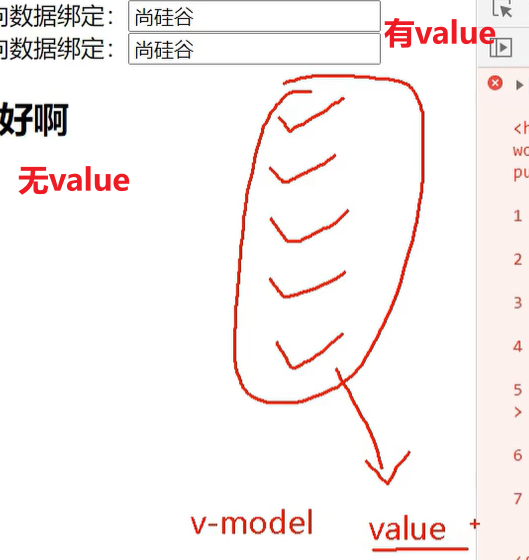 向数据绑定：尚硅谷
有value
向数据绑定：尚硅谷
好啊
无value
<h
wo
pu
1
2
3
4
5
>
6
7
v-model value